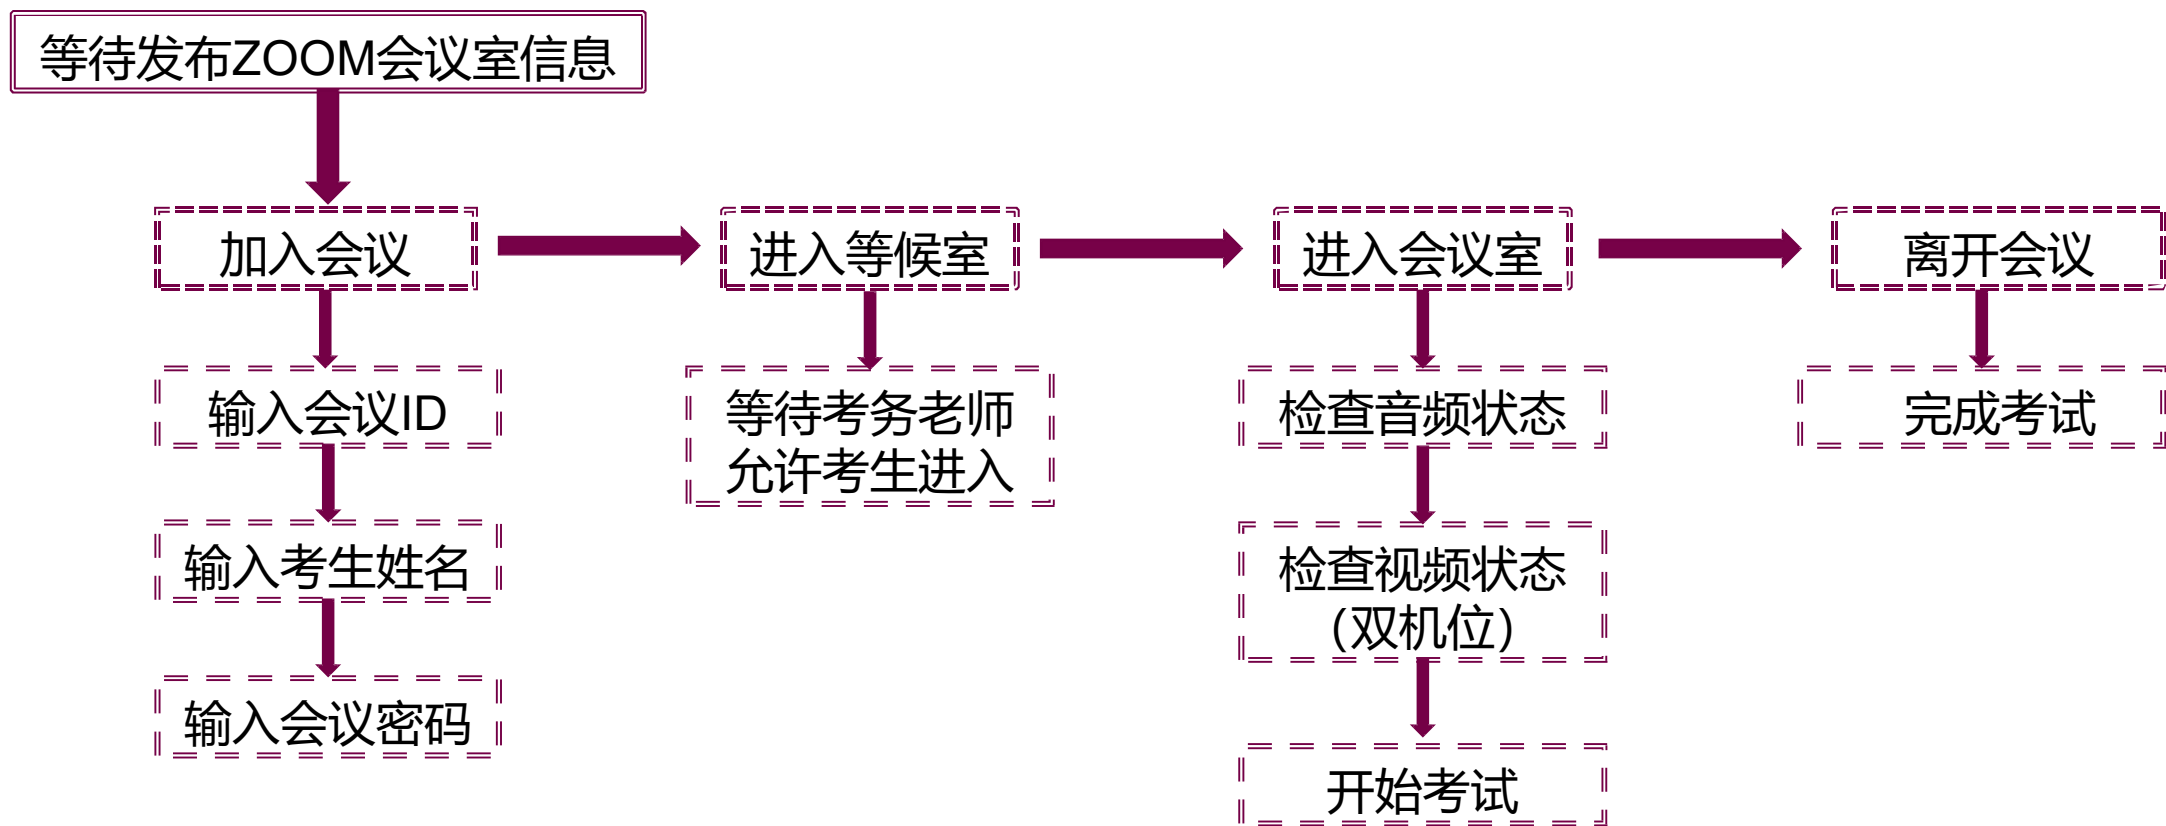 等待发布ZOOM会议室信息
加入会议
进入等候室
进入会议室
离开会议
输入会议ID
等待考务老师
允许考生进入
检查音频状态
完成考试
输入考生姓名
检查视频状态
(双机位)
输入会议密码
开始考试